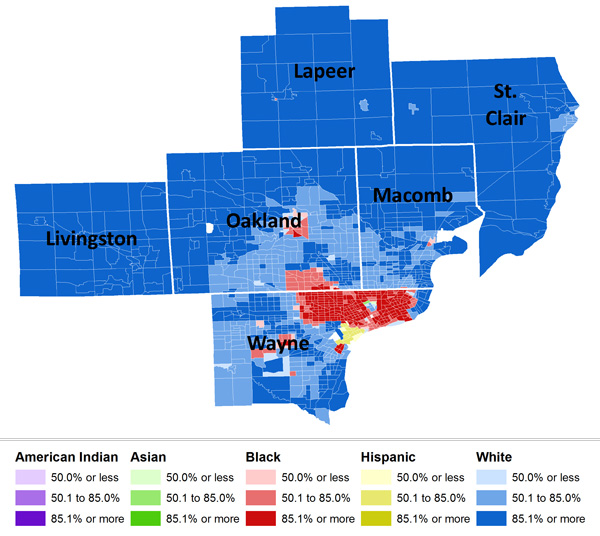 Lapeer
St.
Clair
Macomb
Oakland
Livingston
Wayne
American Indian Asian Black Hispanic White
50.0% or less 50.0% or less 50.0% or less 50.0% or less 50.0% or less
50.1 to 85.0% 50.1 to 85.0% 50.1 to 85.0% 50.1 to 85.0% 50.1 to 85.0%
85.1% or more 85.1% or more 85.1% or more 85.1% or more 85.1% or more